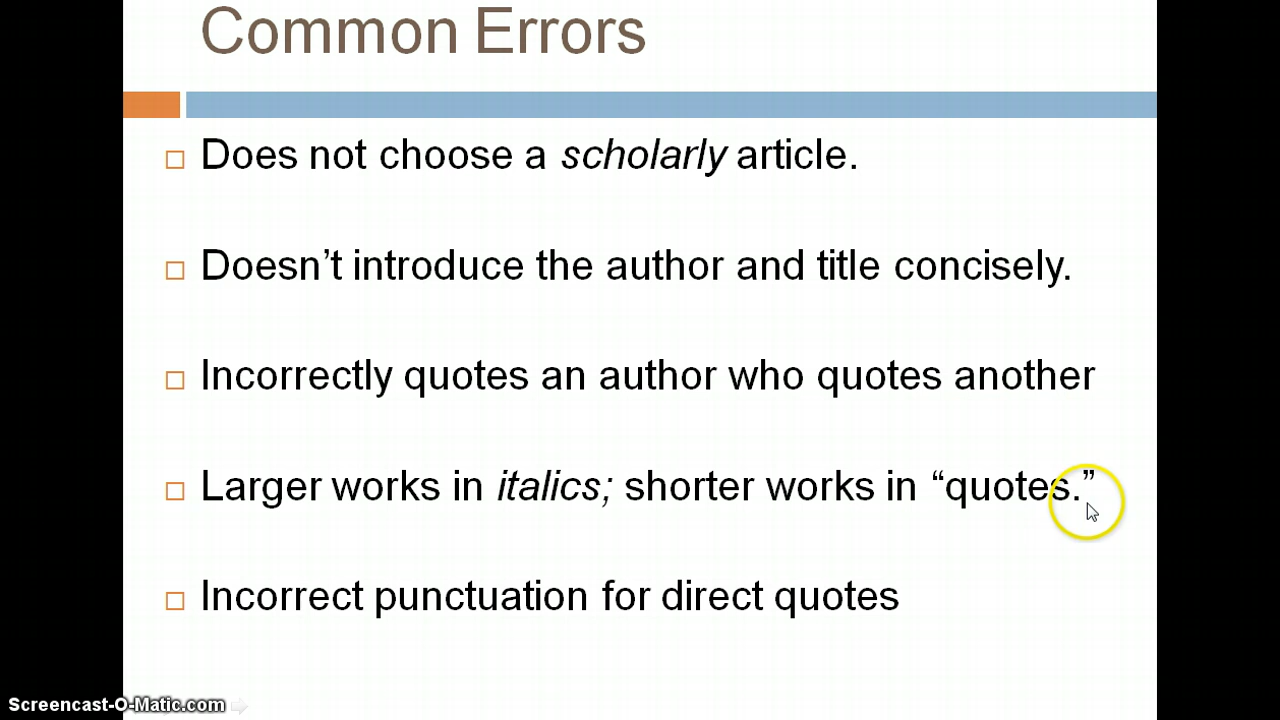 Common Errors
Does not choose a scholarly article.
Doesn’t introduce the author and title concisely.
Incorrectly quotes an author who quotes another
Larger works in italics; shorter works in “quotes.”
Incorrect punctuation for direct quotes
Screencast-O-Matic.com